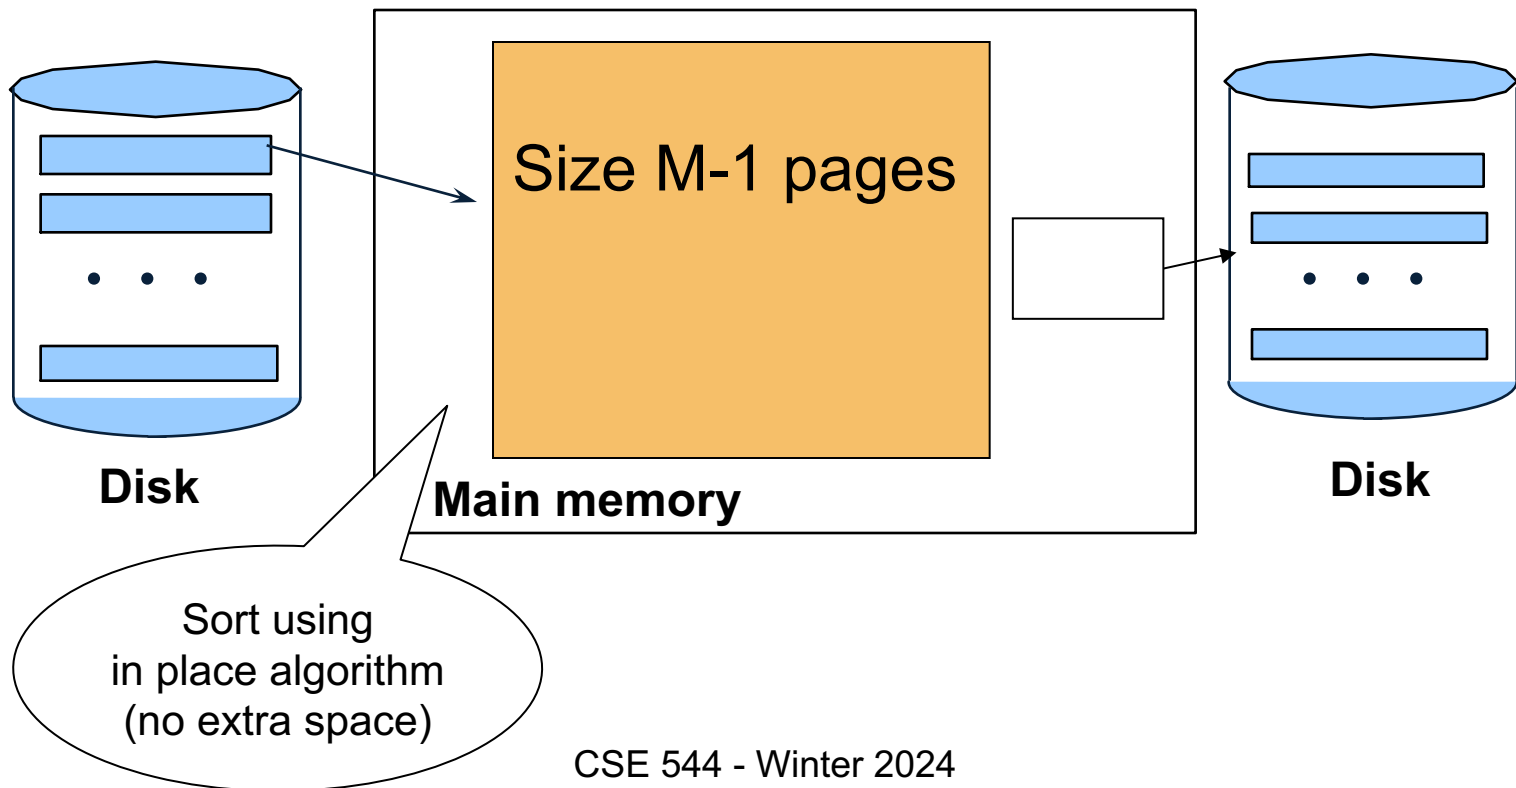 Size M-1 pages
Disk
Main memory
Disk
Sort using
in place algorithm
(no extra space)
CSE 544 - Winter 2024